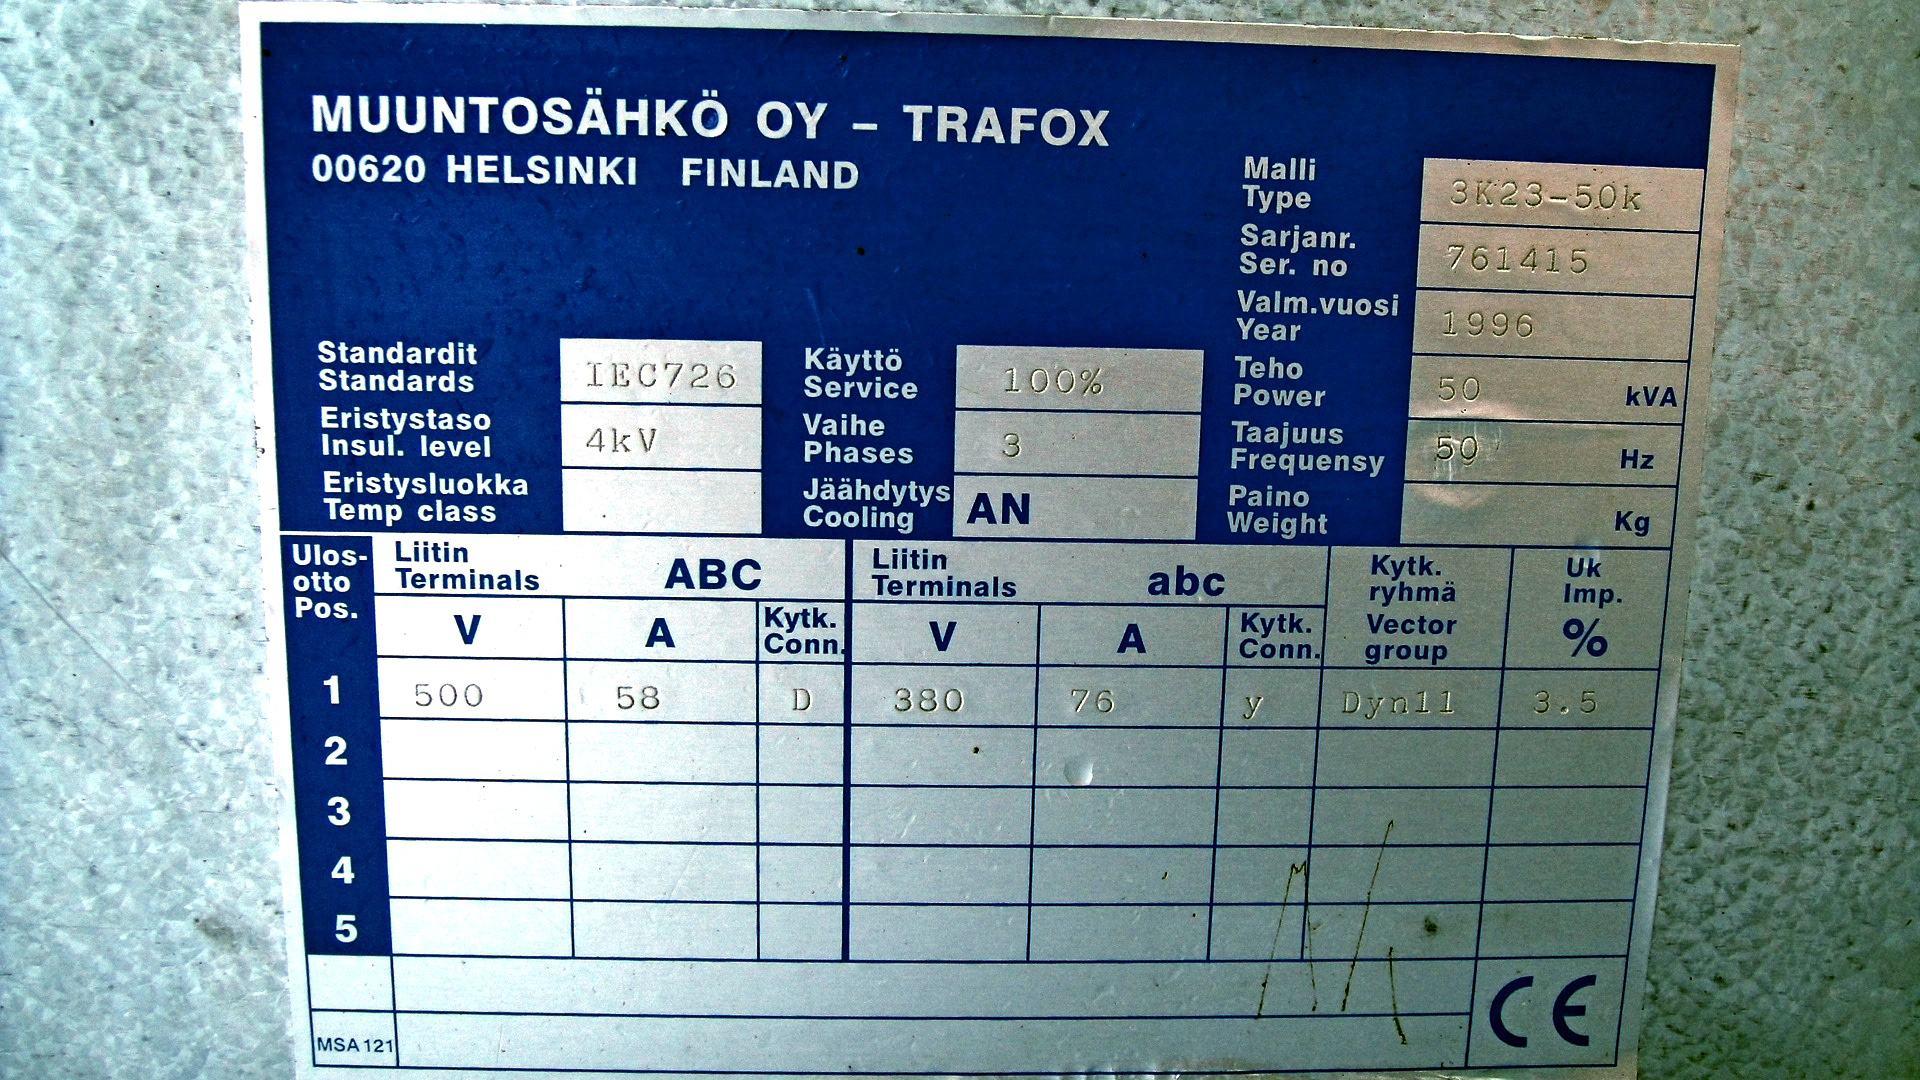 MUUNTOSÄHKÖ OY – TRAFOX
00620 HELSINKI FINLAND
Malli
Type
3K23-50k
Sarjanr.
Ser. no
761415
Valm.vuosi
Year
1996
Standardit
Standards
IEC726
Käyttö
Service
100%
Teho
Power
50 kVA
Eristystaso
Insul. level
4kV
Vaihe
Phases
3
Taajuus
Frequensy
50 Hz
Eristysluokka
Temp class
Jäähdytys
Cooling
AN
Paino
Weight
Kg
Ulos-
otto
Pos.
Liitin
Terminals
ABC
Liitin
Terminals
abc
Kytk.
ryhmä
Vector
group
Uk
Imp.
%
V A Kytk.
Conn.
V A Kytk.
Conn.
1 500 58 D 380 76 y Dyn11 3.5
2
3
4
5
MSA 121
CE